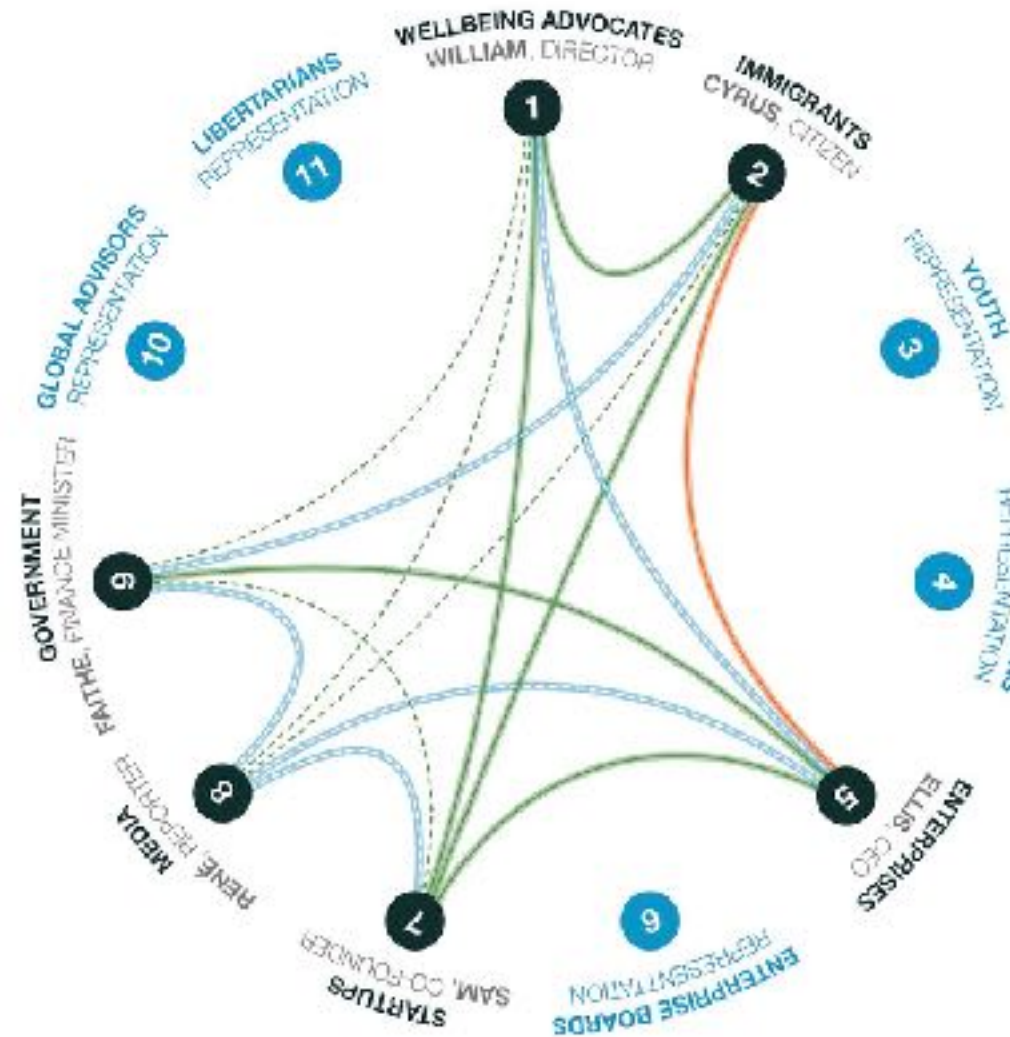 WELLBEING ADVOCATES
WILLIAM, DIRECTOR
1
IMMIGRANTS
CYRUS, CITIZEN
2
YOUTH
REPRESENTATION
3
4
ENTERPRISES
ELLIS, CEO
5
ENTERPRISE BOARDS
REPRESENTATION
6
STARTUPS
SAM, CO-FOUNDER
7
MEDIA
RENÉ, REPORTER
8
GOVERNMENT
FAITHE, FINANCE MINISTER
9
GLOBAL ADVISORS
REPRESENTATION
10
LIBERTARIANS
REPRESENTATION
11